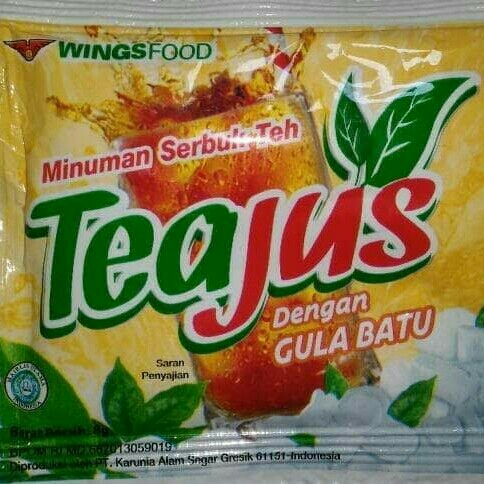 WINGSFOOD
Minuman Serbuk Teh
TeaJus
Dengan
GULA BATU
Saran
Penyajian
Berat Bersih: 8g
BPOM RI MD 867013059019
Diproduksi oleh PT. Karunia Alam Segar Gresik 61151-Indonesia